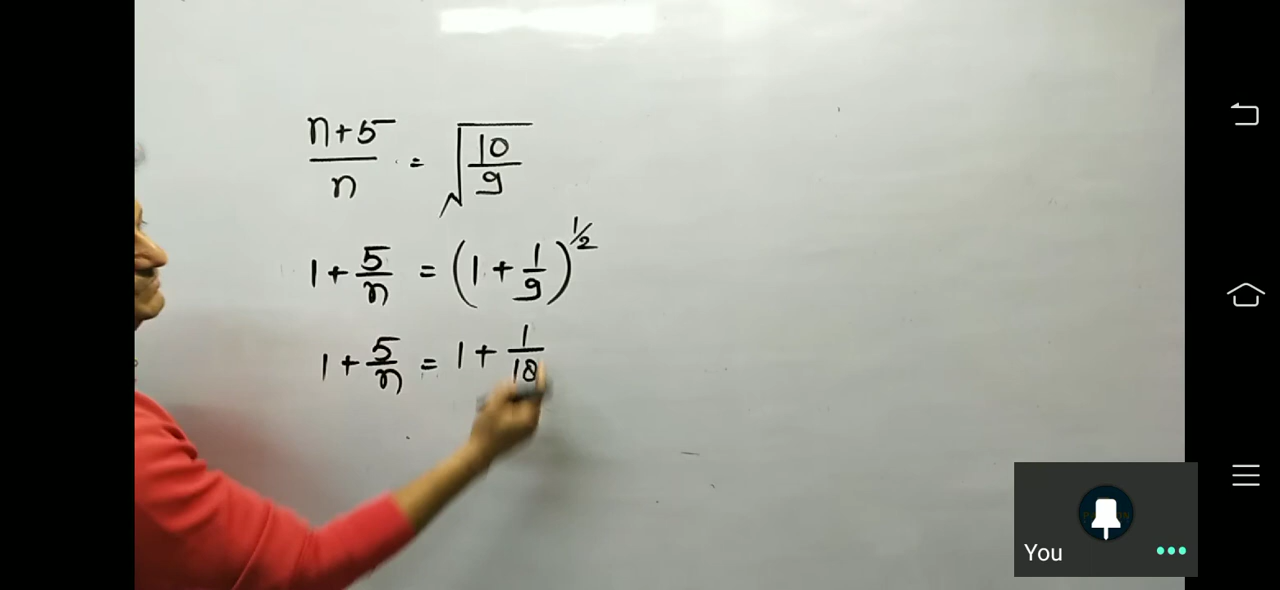 n+5/n = √10/9
1 + 5/n = (1 + 1/9)^1/2
1 + 5/n = 1 + 1/18
You